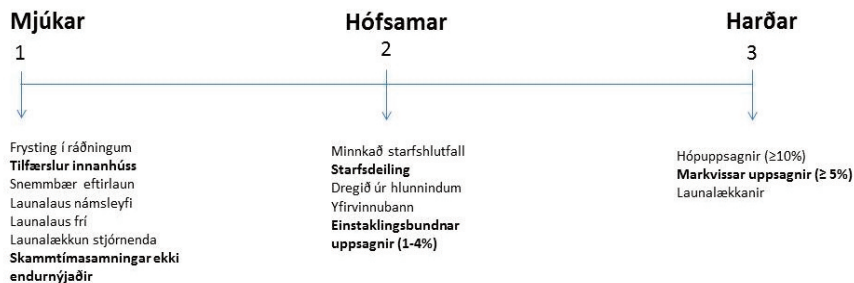 Mjúkar
1
Frysting í ráðningum
Tilfærslur innanhúss
Snemmbær eftirlaun
Launalaus námsleyfi
Launalaus frí
Launalækkun stjórnenda
Skammtímasamningar ekki
endurnýjaðir
Hófsamar
2
Minnkað starfshlutfall
Starfsdeiling
Dregið úr hlunnindum
Yfirvinnubann
Einstaklingsbundnar
uppsagnir (1-4%)
Harðar
3
Hópuppsagnir (≥10%)
Markvissar uppsagnir (≥ 5%)
Launalækkanir